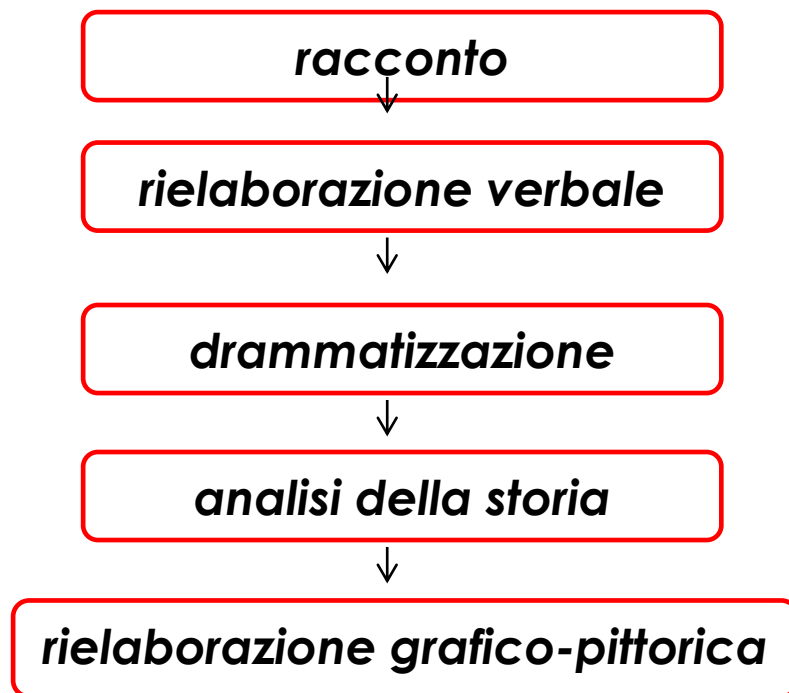 racconto
rielaborazione verbale
drammatizzazione
analisi della storia
rielaborazione grafico-pittorica